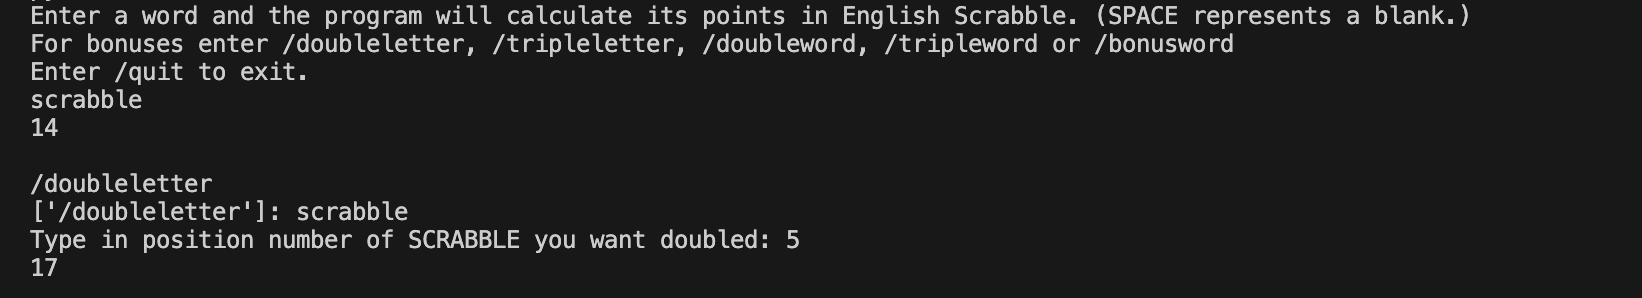 Enter a word and the program will calculate its points in English Scrabble. (SPACE represents a blank.)
For bonuses enter /doubleletter, /tripleletter, /doubleword, /tripleword or /bonusword
Enter /quit to exit.
scrabble
14
/doubleletter
['/doubleletter']: scrabble
Type in position number of SCRABBLE you want doubled: 5
17